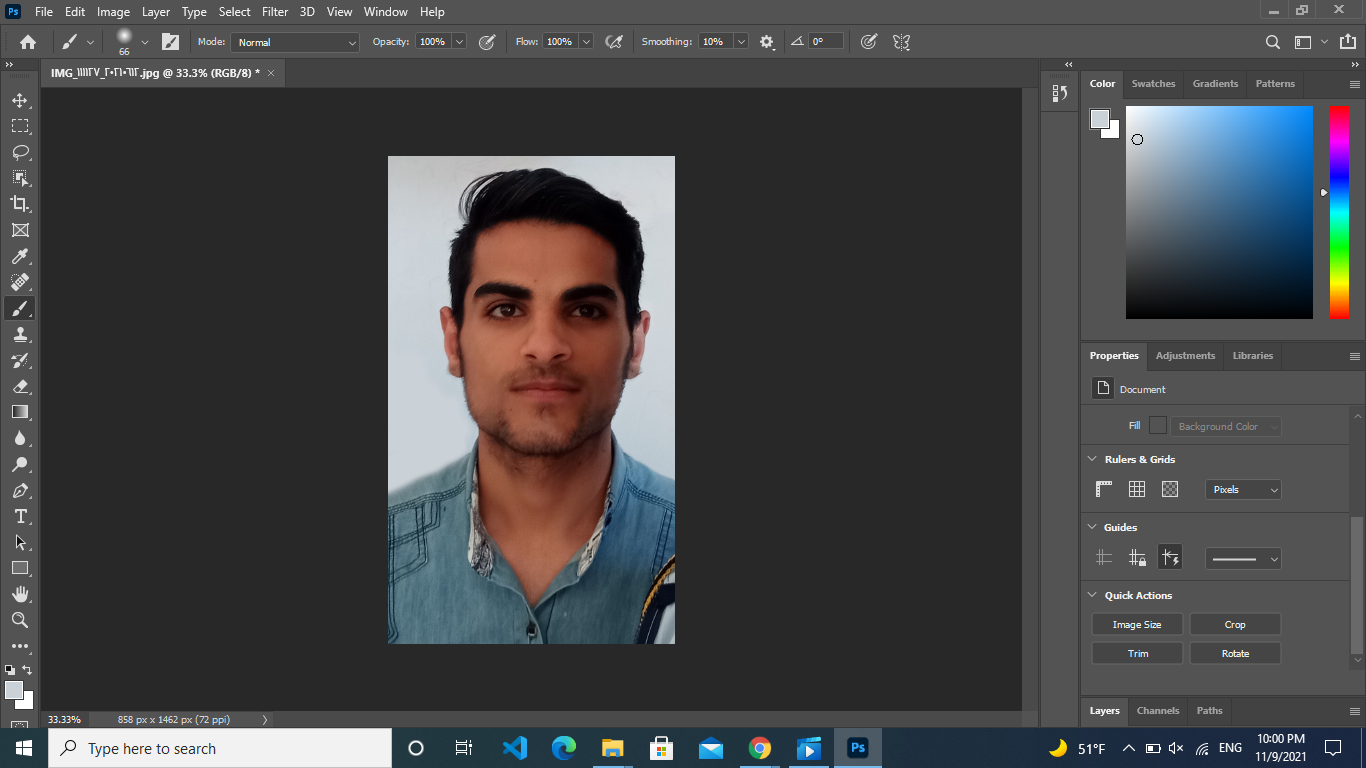 Ps File Edit Image Layer Type Select Filter 3D View Window Help
66 Mode: Normal Opacity: 100% Flow: 100% Smoothing: 10% 0°
IMG_١١١١٢٧_٢٠٢١٠٦١٢.jpg @ 33.3% (RGB/8) * ×
Color Swatches Gradients Patterns
Properties Adjustments Libraries
Document
Fill Background Color
Rulers & Grids
Pixels
Guides
Quick Actions
Image Size Crop
Trim Rotate
Layers Channels Paths
33.33% 858 px x 1462 px (72 ppi)
Type here to search
Ps
51°F
ENG
10:00 PM
11/9/2021